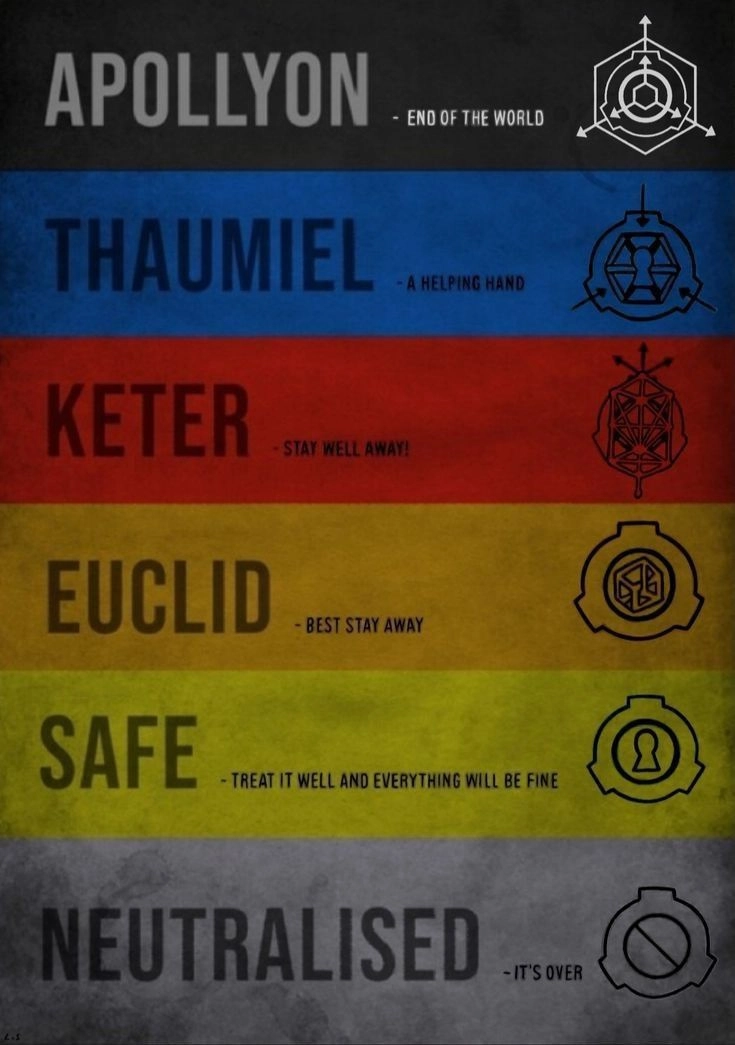 APOLLYON - END OF THE WORLD
THAUMIEL - A HELPING HAND
KETER - STAY WELL AWAY!
EUCLID - BEST STAY AWAY
SAFE - TREAT IT WELL AND EVERYTHING WILL BE FINE
NEUTRALISED - IT'S OVER